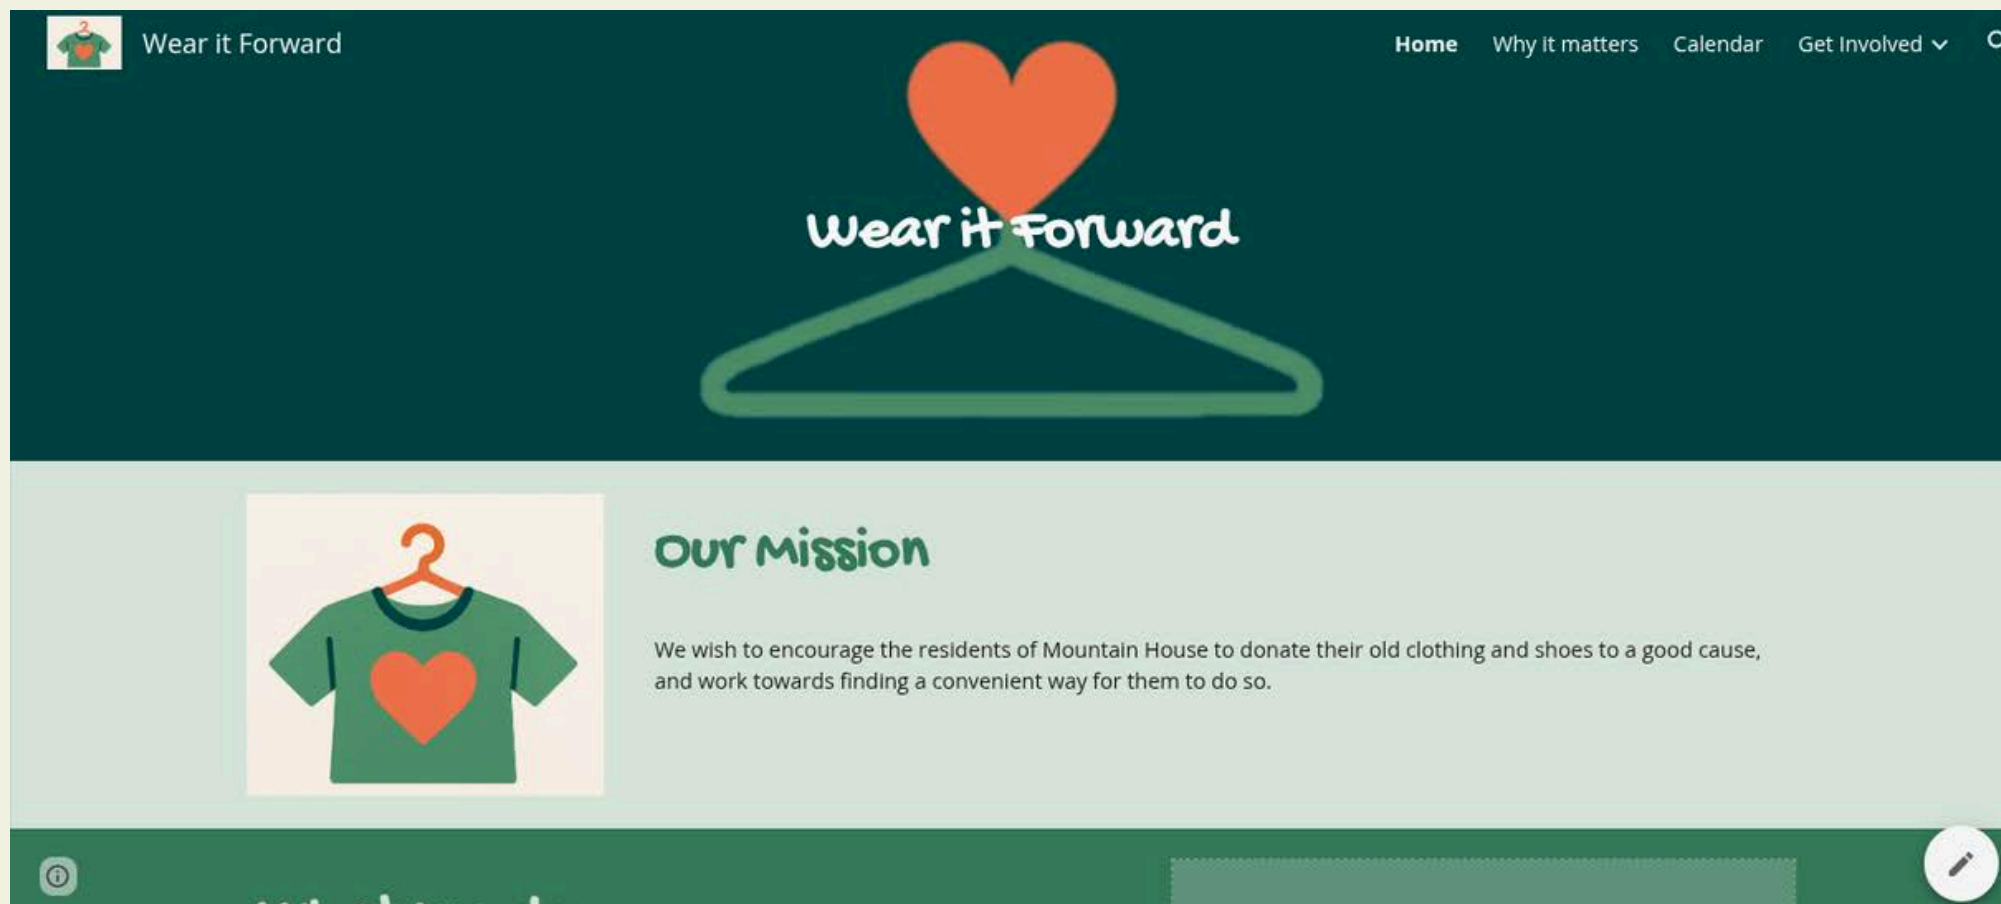 Wear it Forward
Home Why it matters Calendar Get Involved
Wear it Forward
Our Mission
We wish to encourage the residents of Mountain House to donate their old clothing and shoes to a good cause,
and work towards finding a convenient way for them to do so.